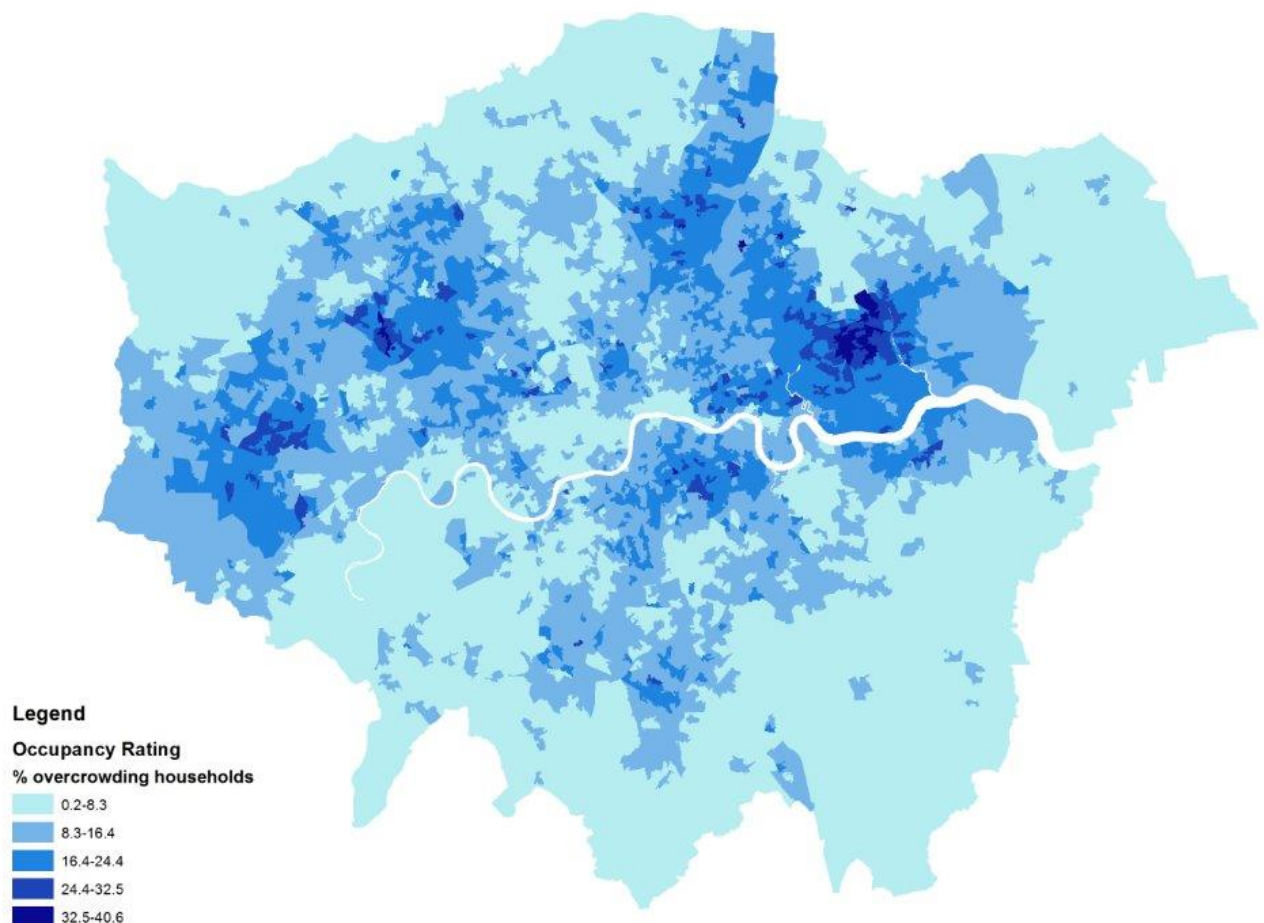 Legend
Occupancy Rating
% overcrowding households
0.2-8.3
8.3-16.4
16.4-24.4
24.4-32.5
32.5-40.6